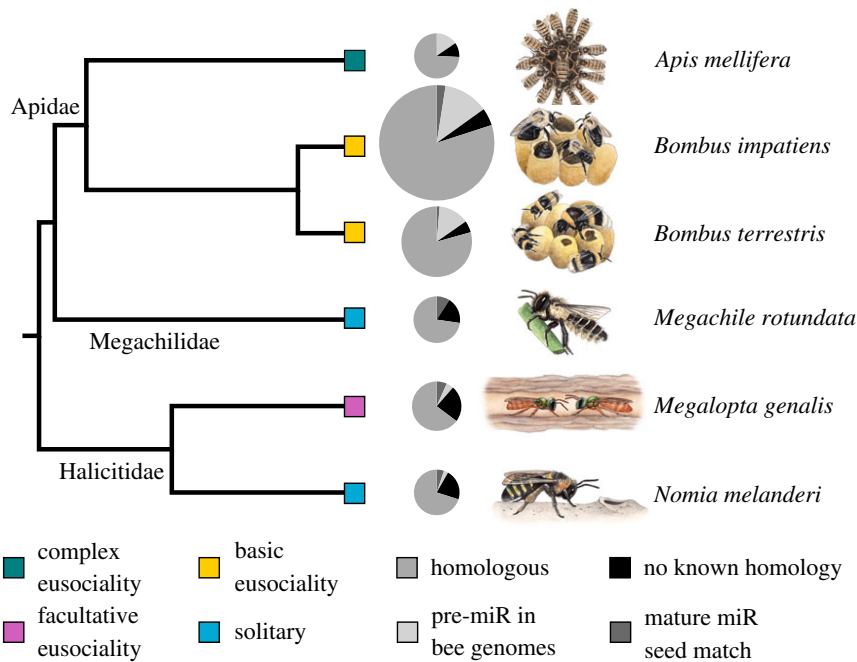 Apidae
Apis mellifera
Bombus impatiens
Bombus terrestris
Megachilidae
Megachile rotundata
Megalopta genalis
Halicitidae
Nomia melanderi
complex
eusociality
basic
eusociality
homologous
no known homology
facultative
eusociality
solitary
pre-miR in
bee genomes
mature miR
seed match